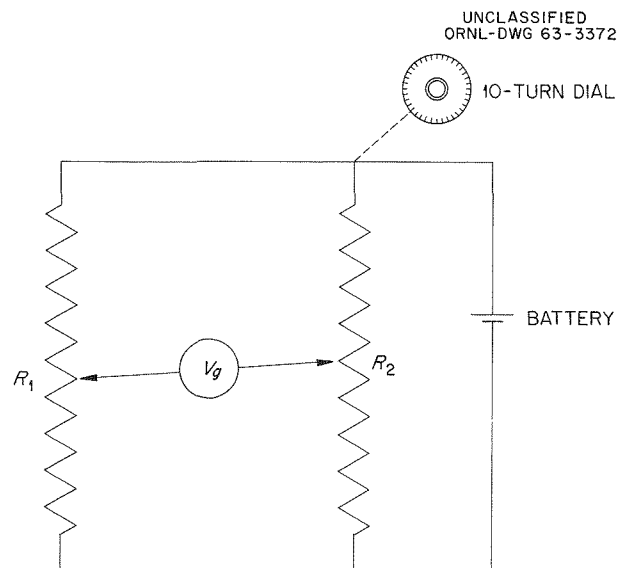 UNCLASSIFIED
ORNL-DWG 63-3372
10-TURN DIAL
BATTERY
R1
Vg
R2